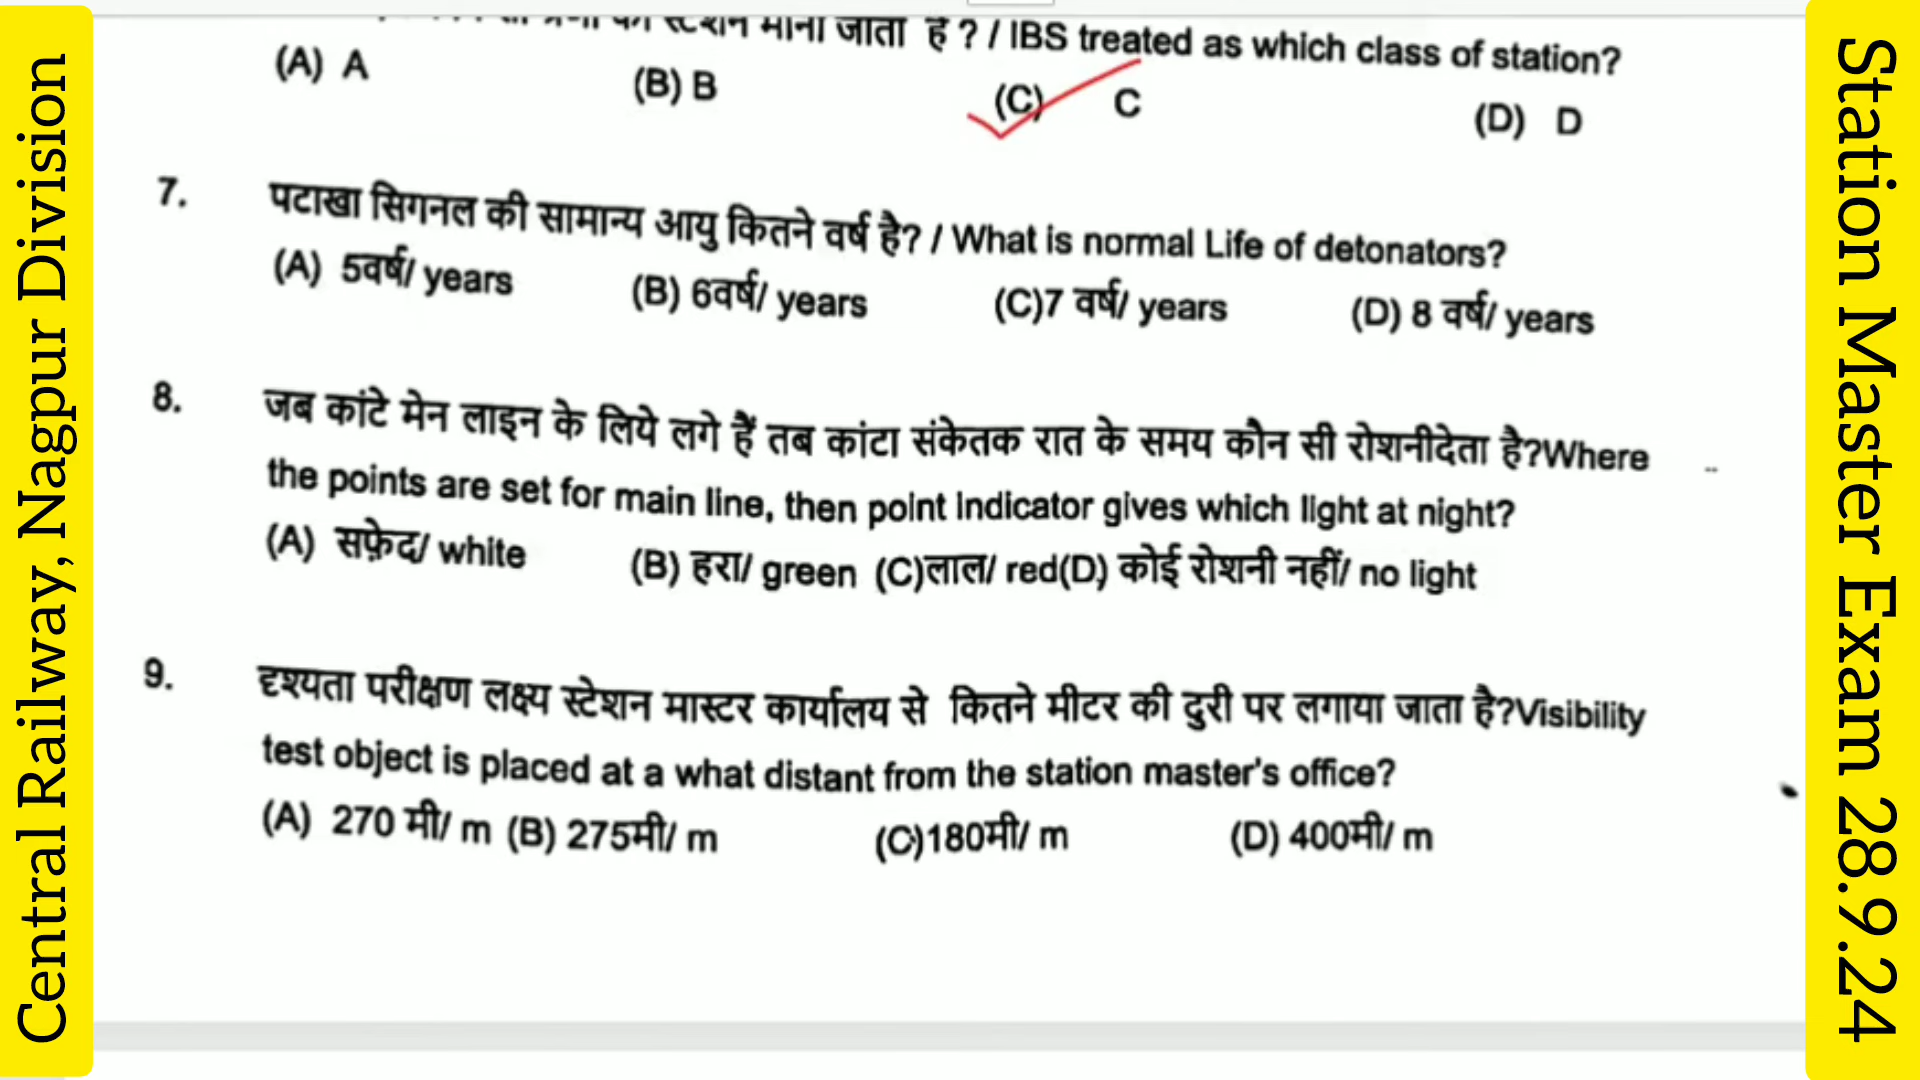 Central Railway, Nagpur Division
स्टेशन माना जाता है ? / IBS treated as which class of station?
(A) A (B) B (C) C (D) D
7. पटाखा सिगनल की सामान्य आयु कितने वर्ष है? / What is normal Life of detonators?
(A) 5वर्ष/ years (B) 6वर्ष/ years (C)7 वर्ष/ years (D) 8 वर्ष/ years
8. जब कांटे मेन लाइन के लिये लगे हैं तब कांटा संकेतक रात के समय कौन सी रोशनीदेता है?Where
the points are set for main line, then point indicator gives which light at night?
(A) सफ़ेद/ white (B) हरा/ green (C)लाल/ red(D) कोई रोशनी नहीं/ no light
9. दृश्यता परीक्षण लक्ष्य स्टेशन मास्टर कार्यालय से कितने मीटर की दुरी पर लगाया जाता है?Visibility
test object is placed at a what distant from the station master's office?
(A) 270 मी/ m (B) 275मी/ m (C)180मी/ m (D) 400मी/ m
Station Master Exam 28.9.24